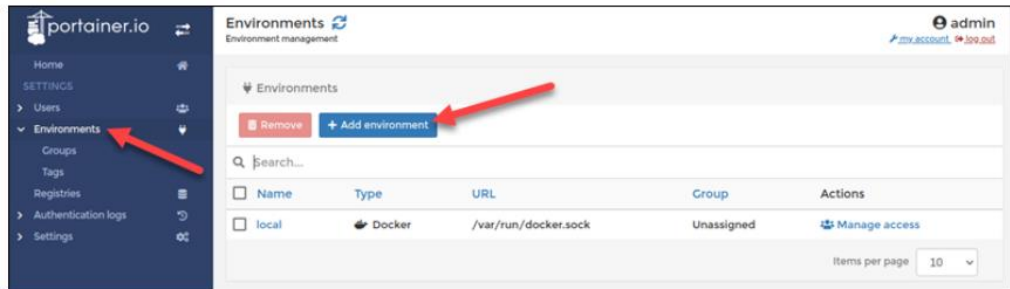 portainer.io
Home
SETTINGS
Users
Environments
Groups
Tags
Registries
Authentication logs
Settings
Environments
Environment management
admin
my account log out
Environments
Remove + Add environment
Search...
Name Type URL Group Actions
local Docker /var/run/docker.sock Unassigned Manage access
Items per page 10